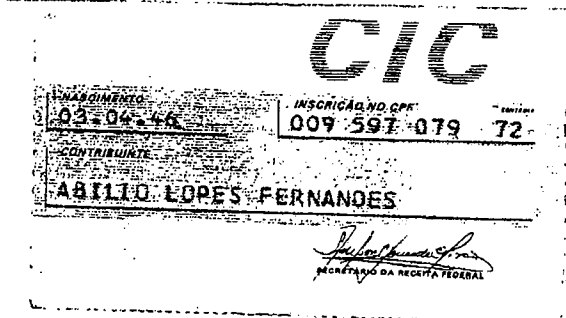 CIC
NASCIMENTO
03-04-46
INSCRIÇÃO NO CPF
009 597 079 72
CONTRIBUINTE
ABILIO LOPES FERNANDES
SECRETÁRIO DA RECEITA FEDERAL